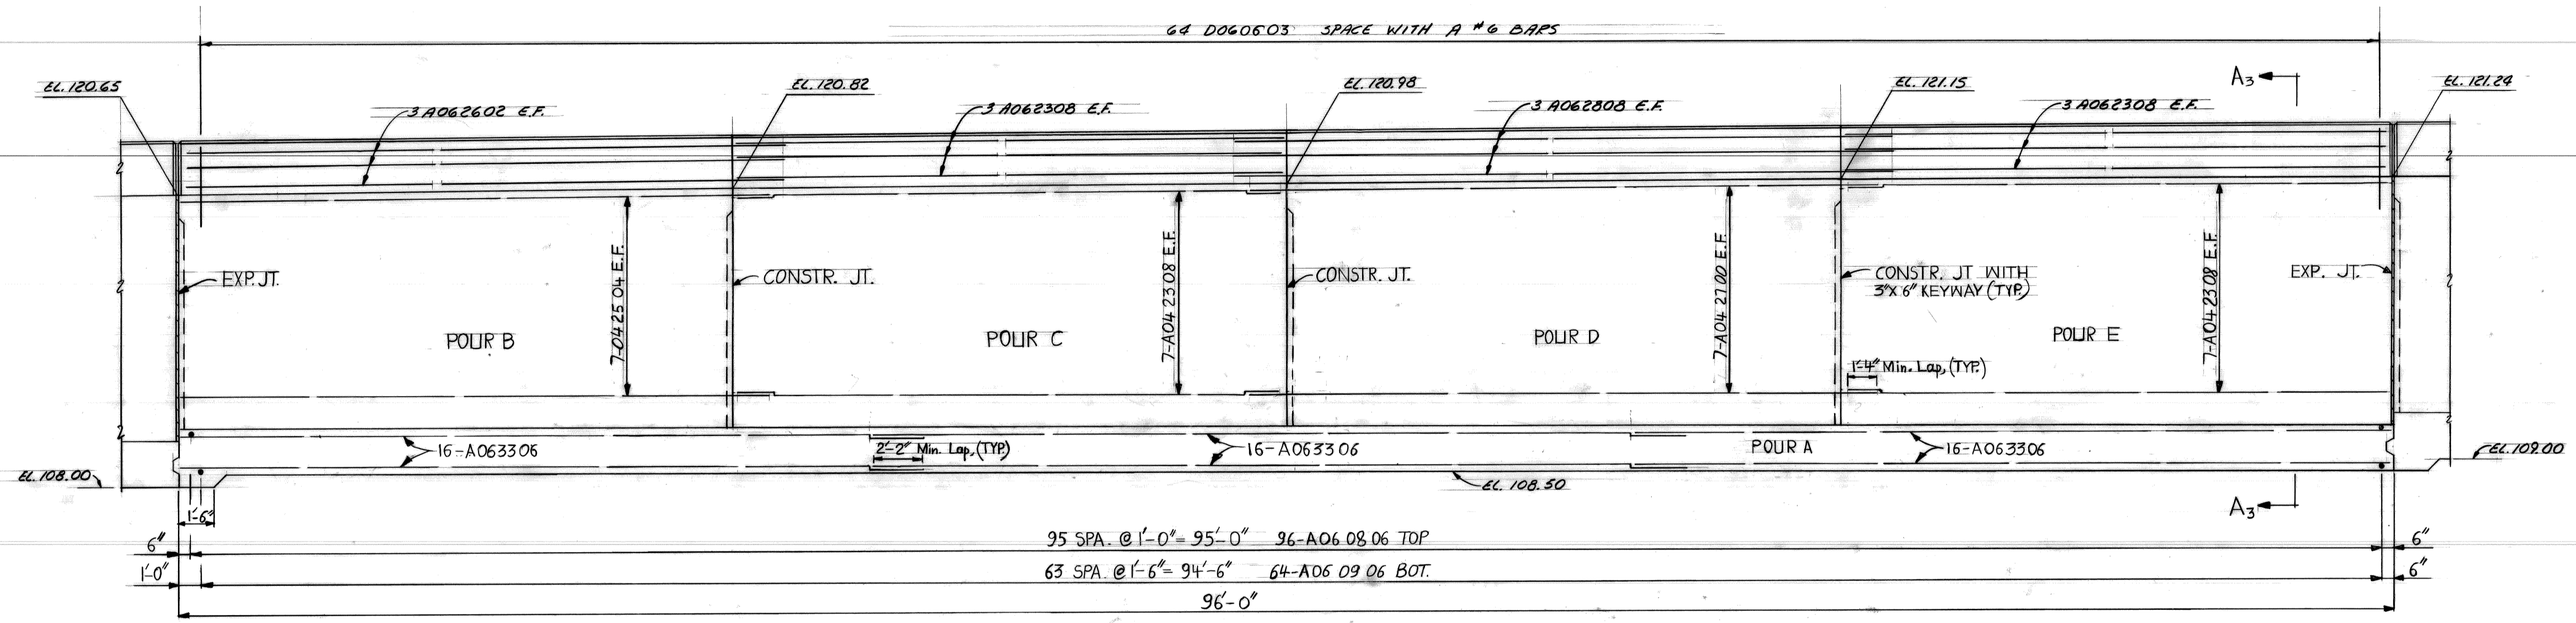 64 D060603 SPACE WITH A #6 BARS
EL. 120.65
EL. 120.82
EL. 120.98
EL. 121.15
A3
EL. 121.24
3 A062602 E.F.
3 A062308 E.F.
3 A062808 E.F.
3 A062308 E.F.
7-04 25 04 E.F.
7-A04 23 08 E.F.
7-A04 27 00 E.F.
7-A04 23 08 E.F.
EXP. JT.
CONSTR. JT.
CONSTR. JT.
CONSTR. JT WITH
3"X 6" KEYWAY (TYP.)
EXP. JT.
POUR B
POUR C
POUR D
POUR E
1'-4" Min. Lap, (TYP.)
16-A063306
2'-2" Min. Lap, (TYP.)
16-A063306
POUR A
16-A063306
EL. 108.00
EL. 108.50
EL. 109.00
A3
1'-6"
6"
95 SPA. @ 1'-0" = 95'-0" 96-A06 08 06 TOP
6"
1'-0"
63 SPA. @ 1'-6" = 94'-6" 64-A06 09 06 BOT.
6"
96'-0"